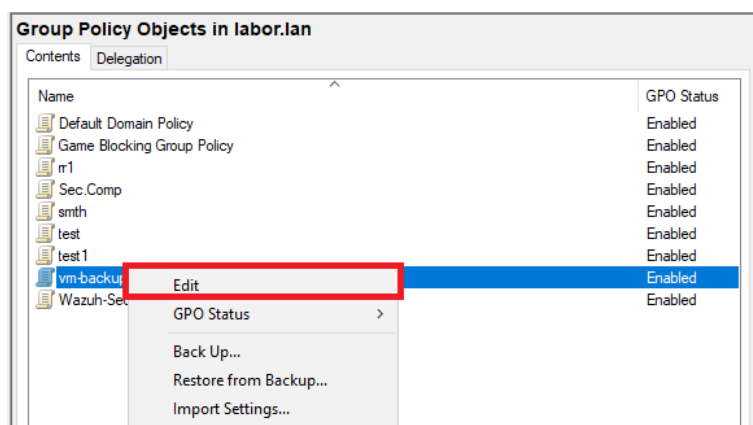 Group Policy Objects in labor.lan
Contents Delegation
Name GPO Status
Default Domain Policy Enabled
Game Blocking Group Policy Enabled
rr1 Enabled
Sec.Comp Enabled
smth Enabled
test Enabled
test1 Enabled
vm-backup Enabled
Wazuh-Sec Enabled
Edit
GPO Status
Back Up...
Restore from Backup...
Import Settings...